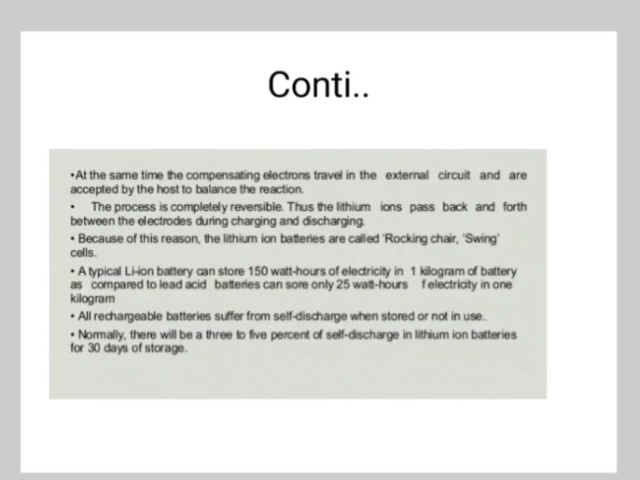 Conti..
•At the same time the compensating electrons travel in the external circuit and are
accepted by the host to balance the reaction.
• The process is completely reversible. Thus the lithium ions pass back and forth
between the electrodes during charging and discharging.
• Because of this reason, the lithium ion batteries are called 'Rocking chair, 'Swing'
cells.
• A typical Li-ion battery can store 150 watt-hours of electricity in 1 kilogram of battery
as compared to lead acid batteries can sore only 25 watt-hours f electricity in one
kilogram
• All rechargeable batteries suffer from self-discharge when stored or not in use.
• Normally, there will be a three to five percent of self-discharge in lithium ion batteries
for 30 days of storage.